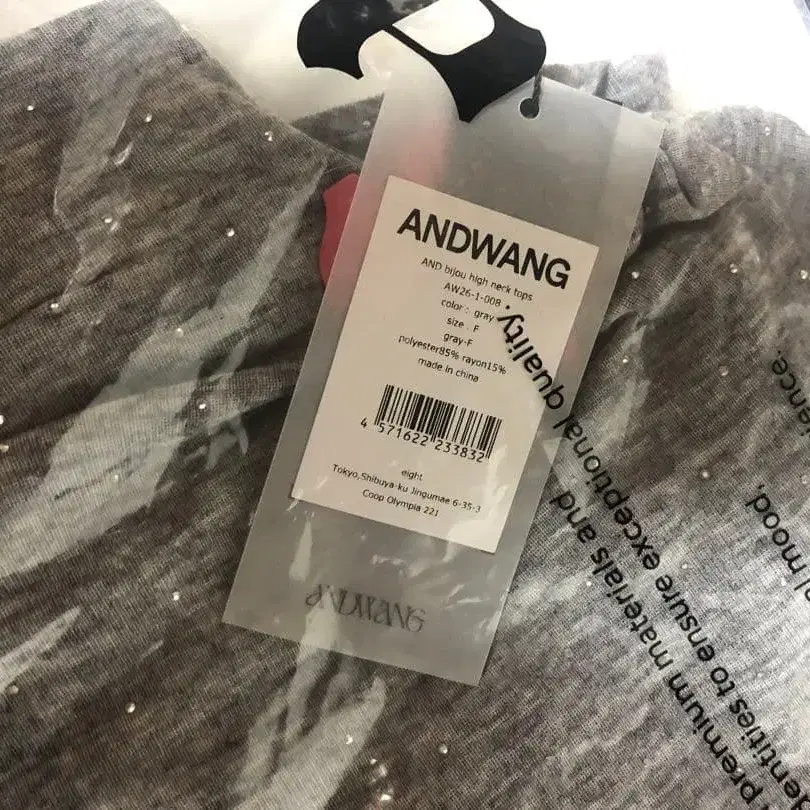 ANDWANG
AND bijou high neck tops
AW26-1-008
color : gray
size : F
gray-F
polyester85% rayon15%
made in china
4 571622 233832
eight
Tokyo,Shibuya-ku Jingumae 6-35-3
Coop Olympia 221
ANDWANG
premium materials and
to ensure exceptional quality.
mood,